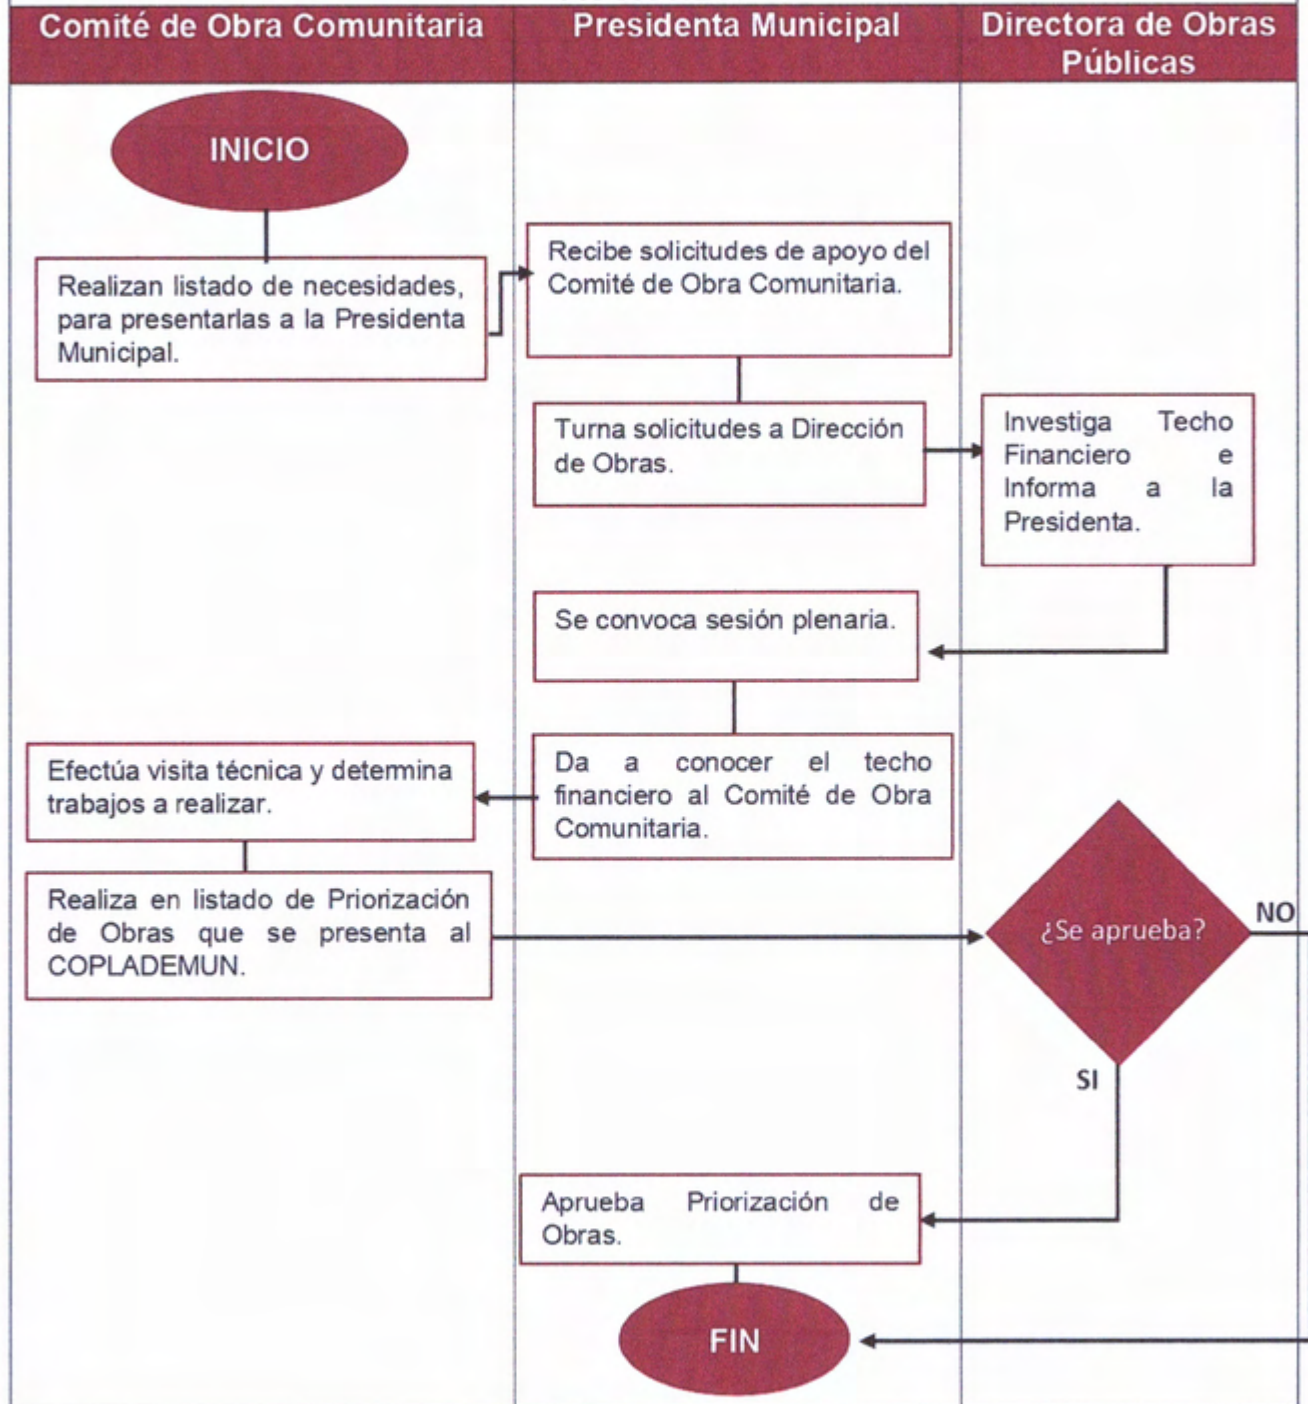 Comité de Obra Comunitaria
Presidenta Municipal
Directora de Obras
Públicas
INICIO
Realizan listado de necesidades,
para presentarlas a la Presidenta
Municipal.
Recibe solicitudes de apoyo del
Comité de Obra Comunitaria.
Turna solicitudes a Dirección
de Obras.
Investiga Techo
Financiero e
Informa a la
Presidenta.
Se convoca sesión plenaria.
Da a conocer el techo
financiero al Comité de Obra
Comunitaria.
Efectúa visita técnica y determina
trabajos a realizar.
Realiza en listado de Priorización
de Obras que se presenta al
COPLADEMUN.
¿Se aprueba?
NO
SI
Aprueba Priorización de
Obras.
FIN